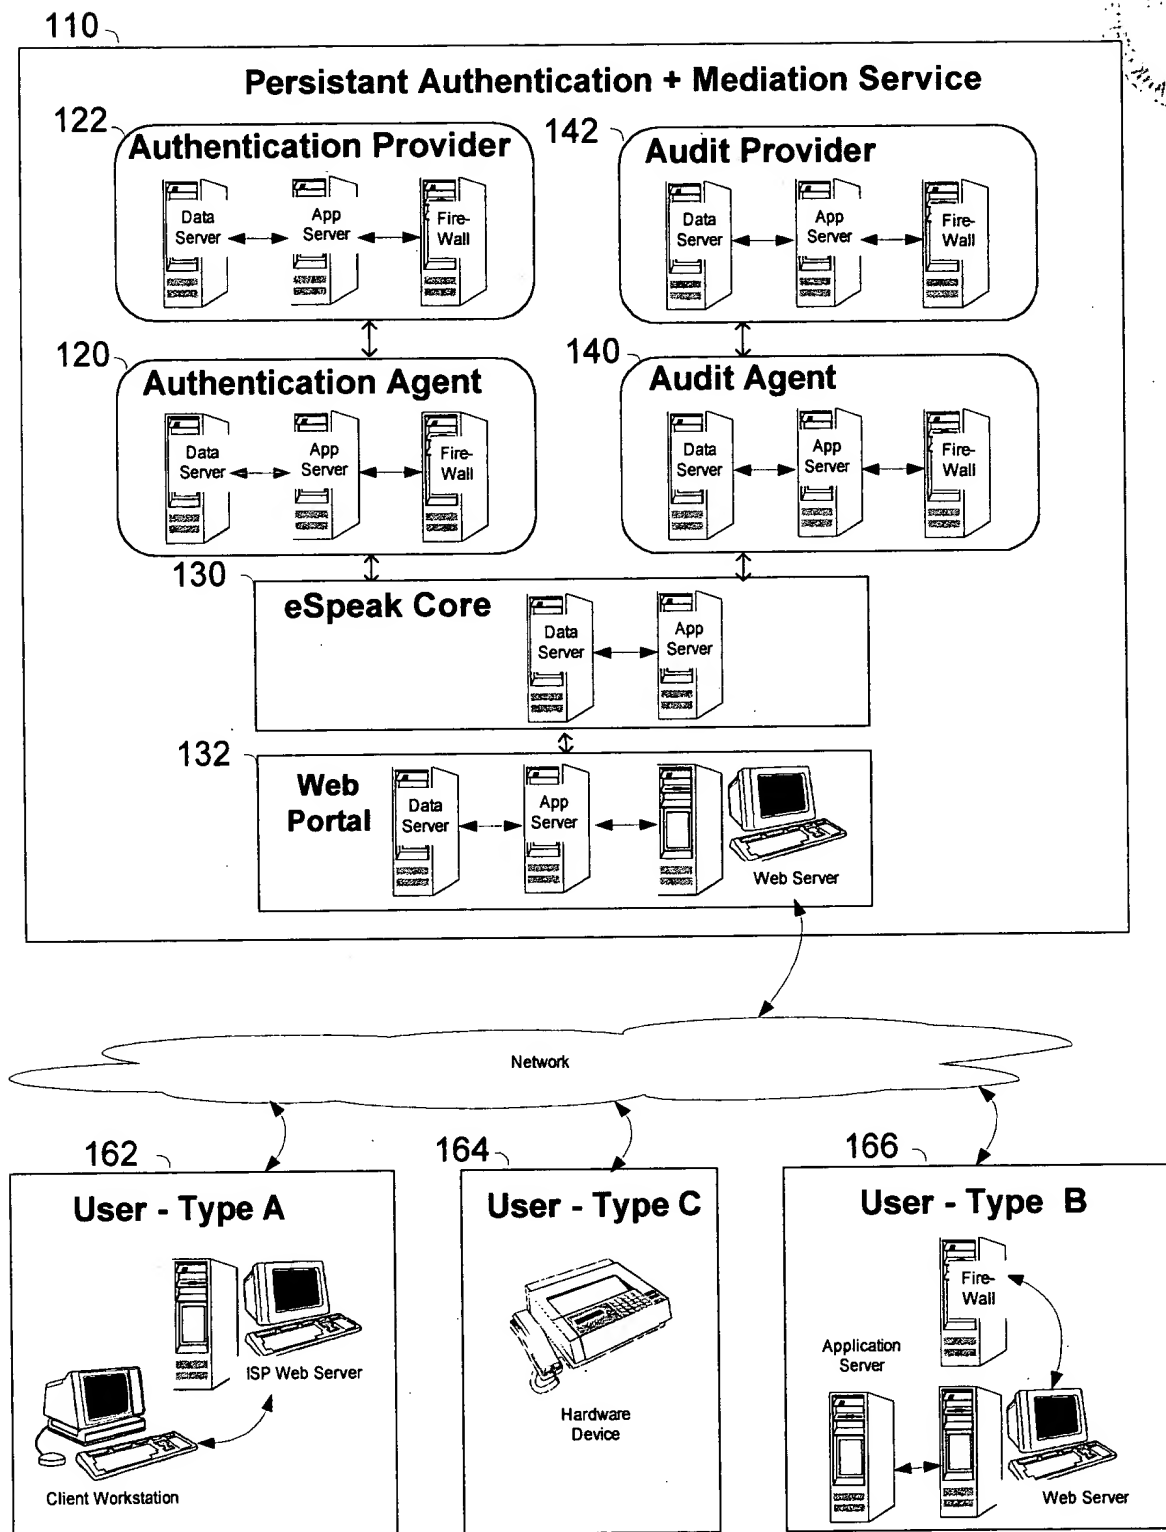 110
Persistant Authentication + Mediation Service
122
Authentication Provider
Data
Server
App
Server
Fire-
Wall
142
Audit Provider
Data
Server
App
Server
Fire-
Wall
120
Authentication Agent
Data
Server
App
Server
Fire-
Wall
140
Audit Agent
Data
Server
App
Server
Fire-
Wall
130
eSpeak Core
Data
Server
App
Server
132
Web
Portal
Data
Server
App
Server
Web Server
Network
162
User - Type A
ISP Web Server
Client Workstation
164
User - Type C
Hardware
Device
166
User - Type B
Fire-
Wall
Application
Server
Web Server